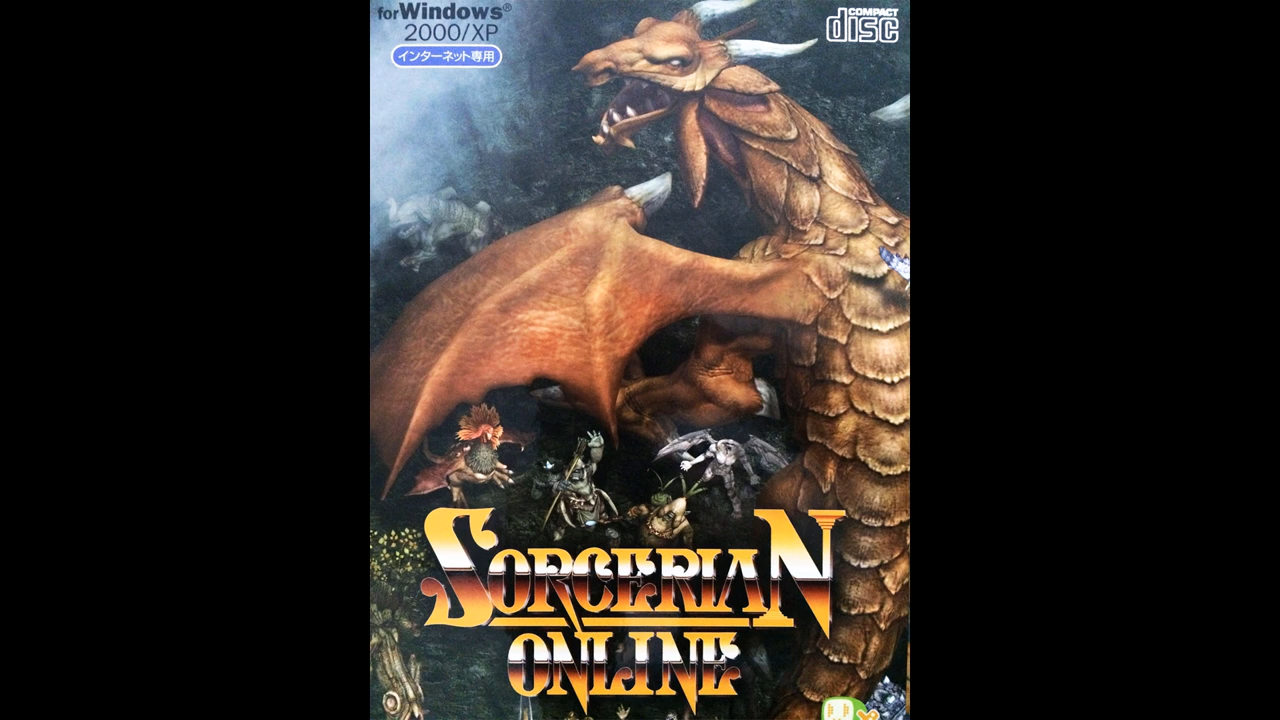 for Windows®
2000/XP
インターネット専用
COMPACT
disc
SORCERIAN
ONLINE